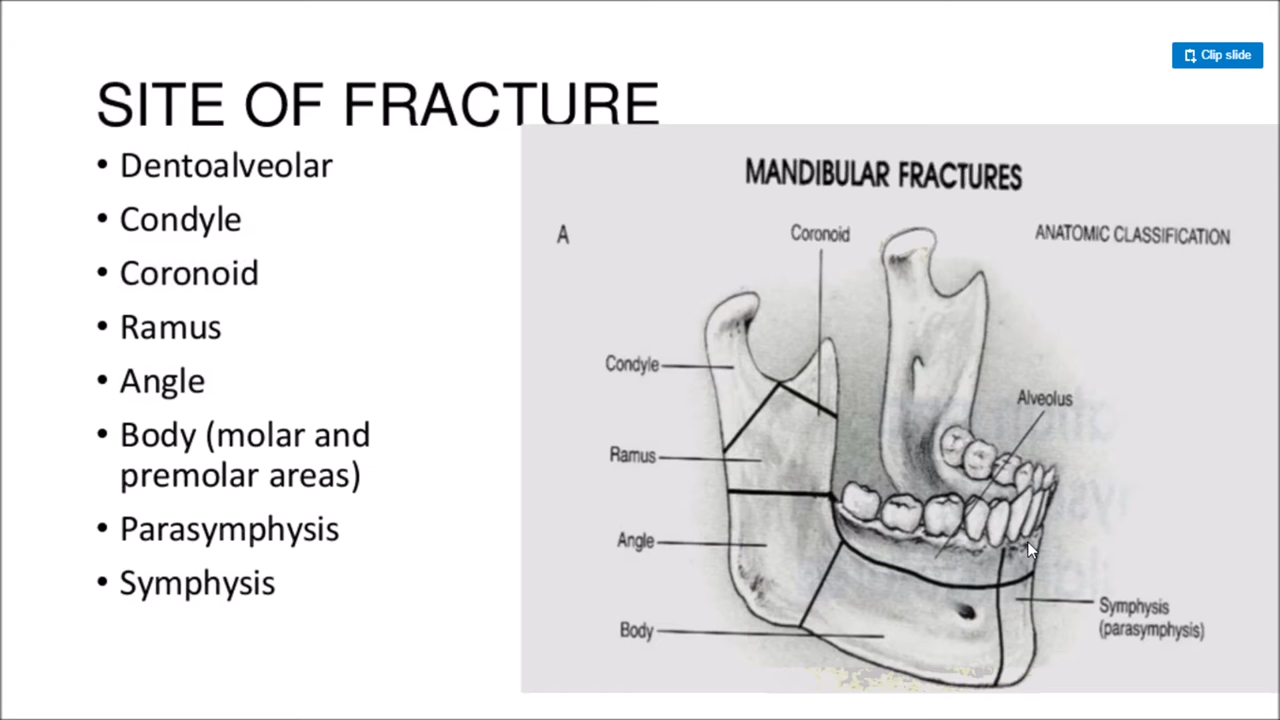 Clip slide
SITE OF FRACTURE
• Dentoalveolar
• Condyle
• Coronoid
• Ramus
• Angle
• Body (molar and
premolar areas)
• Parasymphysis
• Symphysis
MANDIBULAR FRACTURES
A
Coronoid
ANATOMIC CLASSIFICATION
Condyle
Alveolus
Ramus
Angle
Body
Symphysis
(parasymphysis)